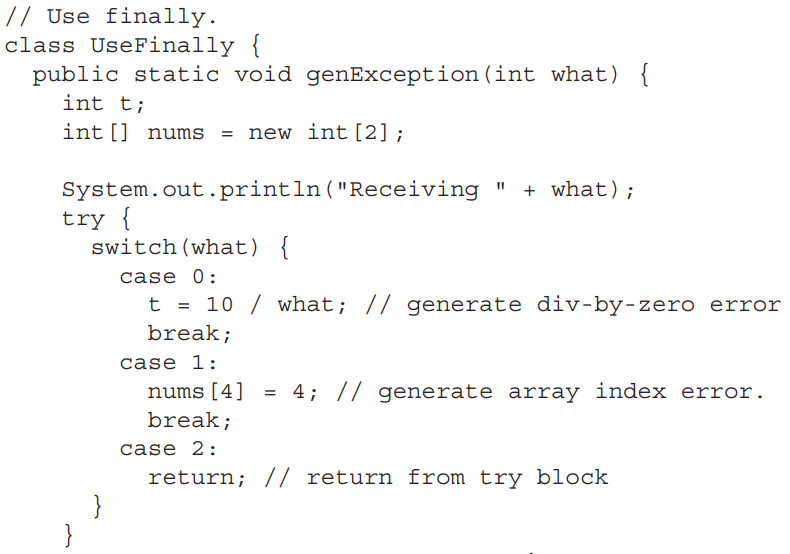 // Use finally.
class UseFinally {
  public static void genException(int what) {
    int t;
    int[] nums = new int[2];

    System.out.println("Receiving " + what);
    try {
      switch(what) {
        case 0:
          t = 10 / what; // generate div-by-zero error
          break;
        case 1:
          nums[4] = 4; // generate array index error.
          break;
        case 2:
          return; // return from try block
      }
    }